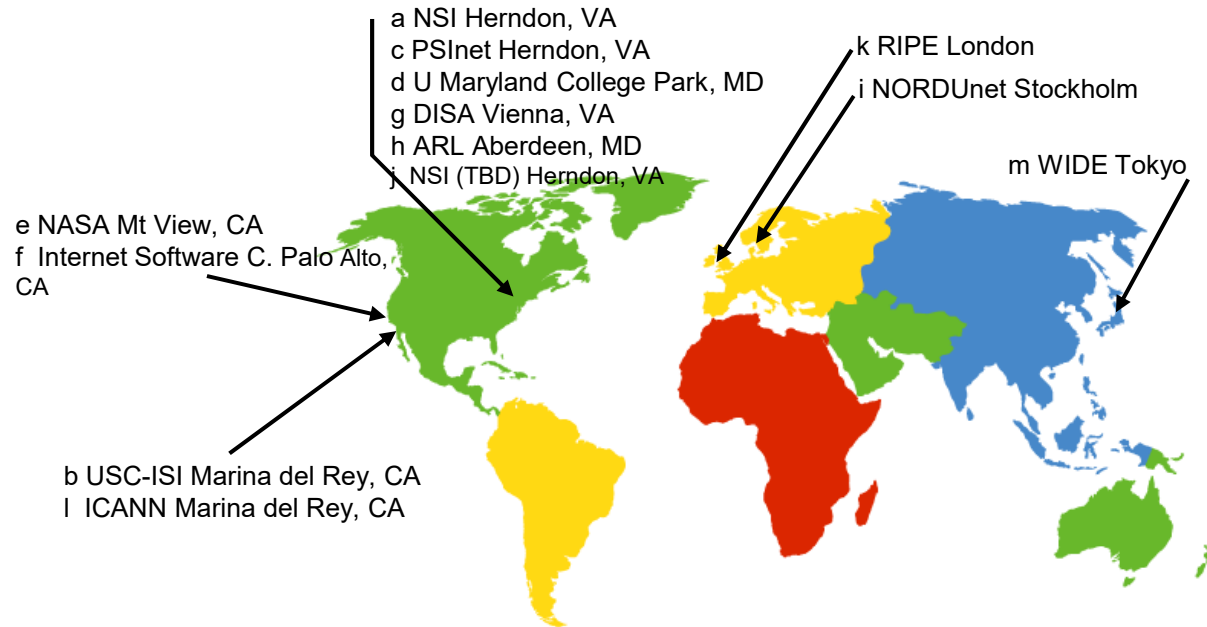 a NSI Herndon, VA
c PSInet Herndon, VA
d U Maryland College Park, MD
g DISA Vienna, VA
h ARL Aberdeen, MD
j NSI (TBD) Herndon, VA
k RIPE London
i NORDUnet Stockholm
m WIDE Tokyo
e NASA Mt View, CA
f Internet Software C. Palo Alto,
CA
b USC-ISI Marina del Rey, CA
l ICANN Marina del Rey, CA